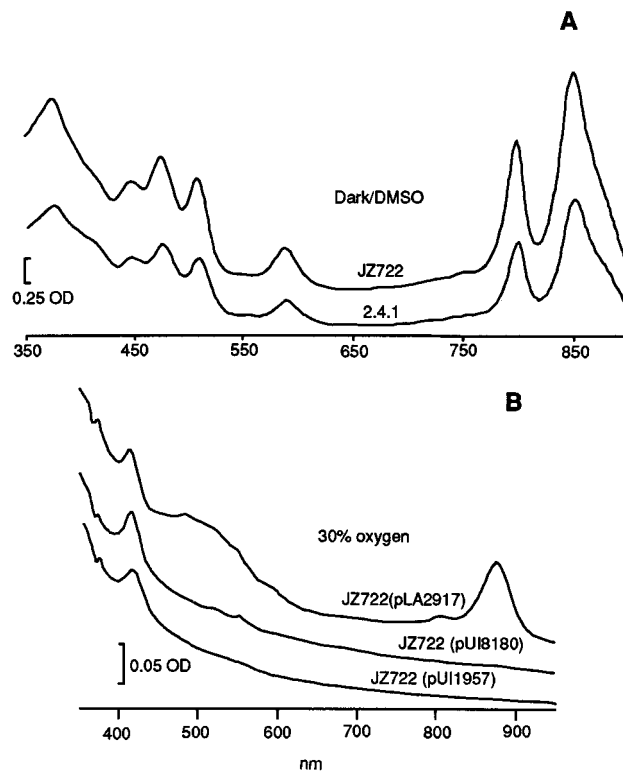 A
Dark/DMSO
JZ722
0.25 OD
2.4.1
350 450 550 650 750 850
B
30% oxygen
JZ722(pLA2917)
JZ722 (pUI8180)
0.05 OD
JZ722 (pUI1957)
400 500 600 700 800 900
nm